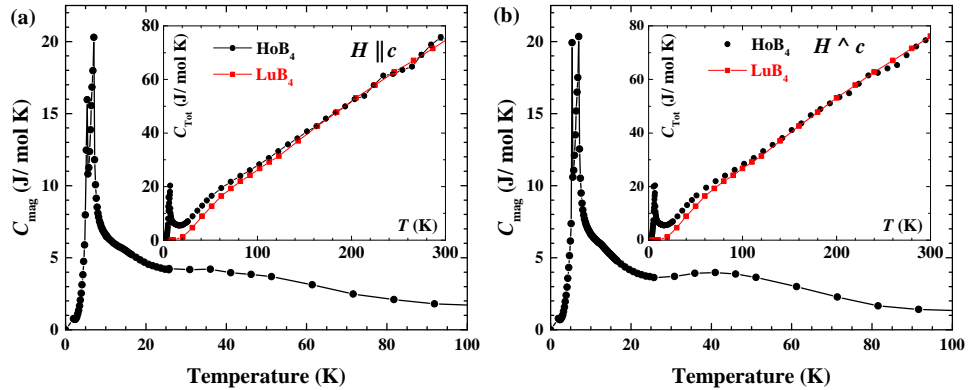 (a)
C_mag (J/ mol K)
20
15
10
5
0
0 20 40 60 80 100
Temperature (K)
C_Tot (J/ mol K)
80
60
40
20
0
0 100 200 300
T (K)
HoB₄
LuB₄
H || c
(b)
C_mag (J/ mol K)
20
15
10
5
0
0 20 40 60 80 100
Temperature (K)
C_Tot (J/ mol K)
80
60
40
20
0
0 100 200 300
T (K)
HoB₄
LuB₄
H ^ c